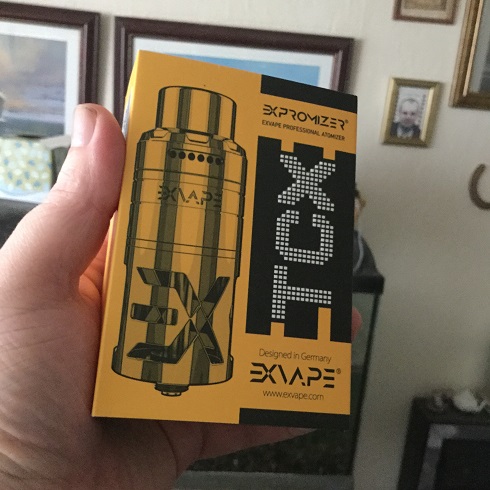 EXPROMIZER®
EXVAPE PROFESSIONAL ATOMIZER
TCX
EXVAPE
EX
Designed in Germany
EXVAPE®
www.exvape.com